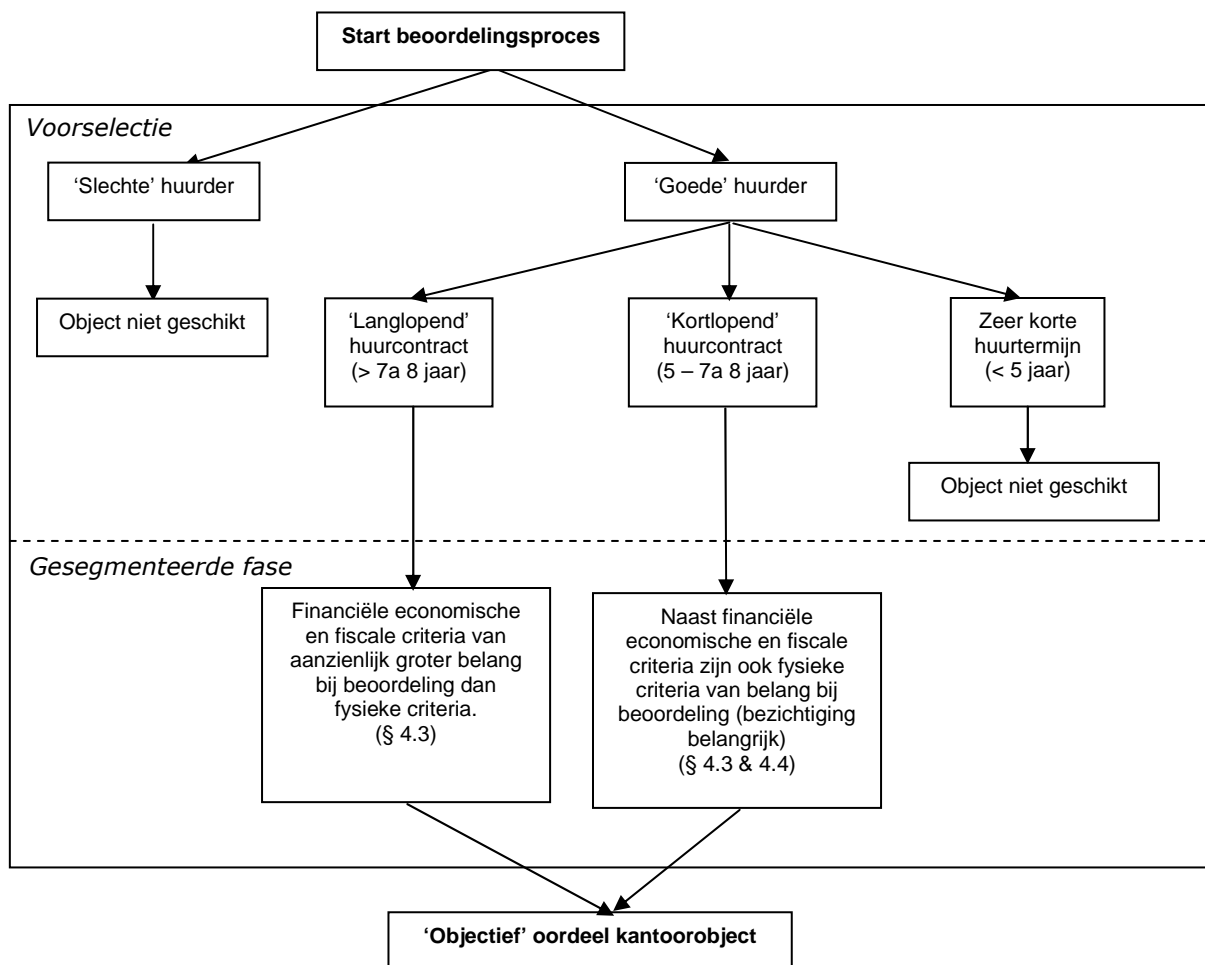 Start beoordelingsproces
Voorselectie
‘Slechte’ huurder
‘Goede’ huurder
Object niet geschikt
‘Langlopend’
huurcontract
(> 7a 8 jaar)
‘Kortlopend’
huurcontract
(5 – 7a 8 jaar)
Zeer korte
huurtermijn
(< 5 jaar)
Object niet geschikt
Gesegmenteerde fase
Financiële economische
en fiscale criteria van
aanzienlijk groter belang
bij beoordeling dan
fysieke criteria.
(§ 4.3)
Naast financiële
economische en fiscale
criteria zijn ook fysieke
criteria van belang bij
beoordeling (bezichtiging
belangrijk)
(§ 4.3 & 4.4)
‘Objectief’ oordeel kantoorobject